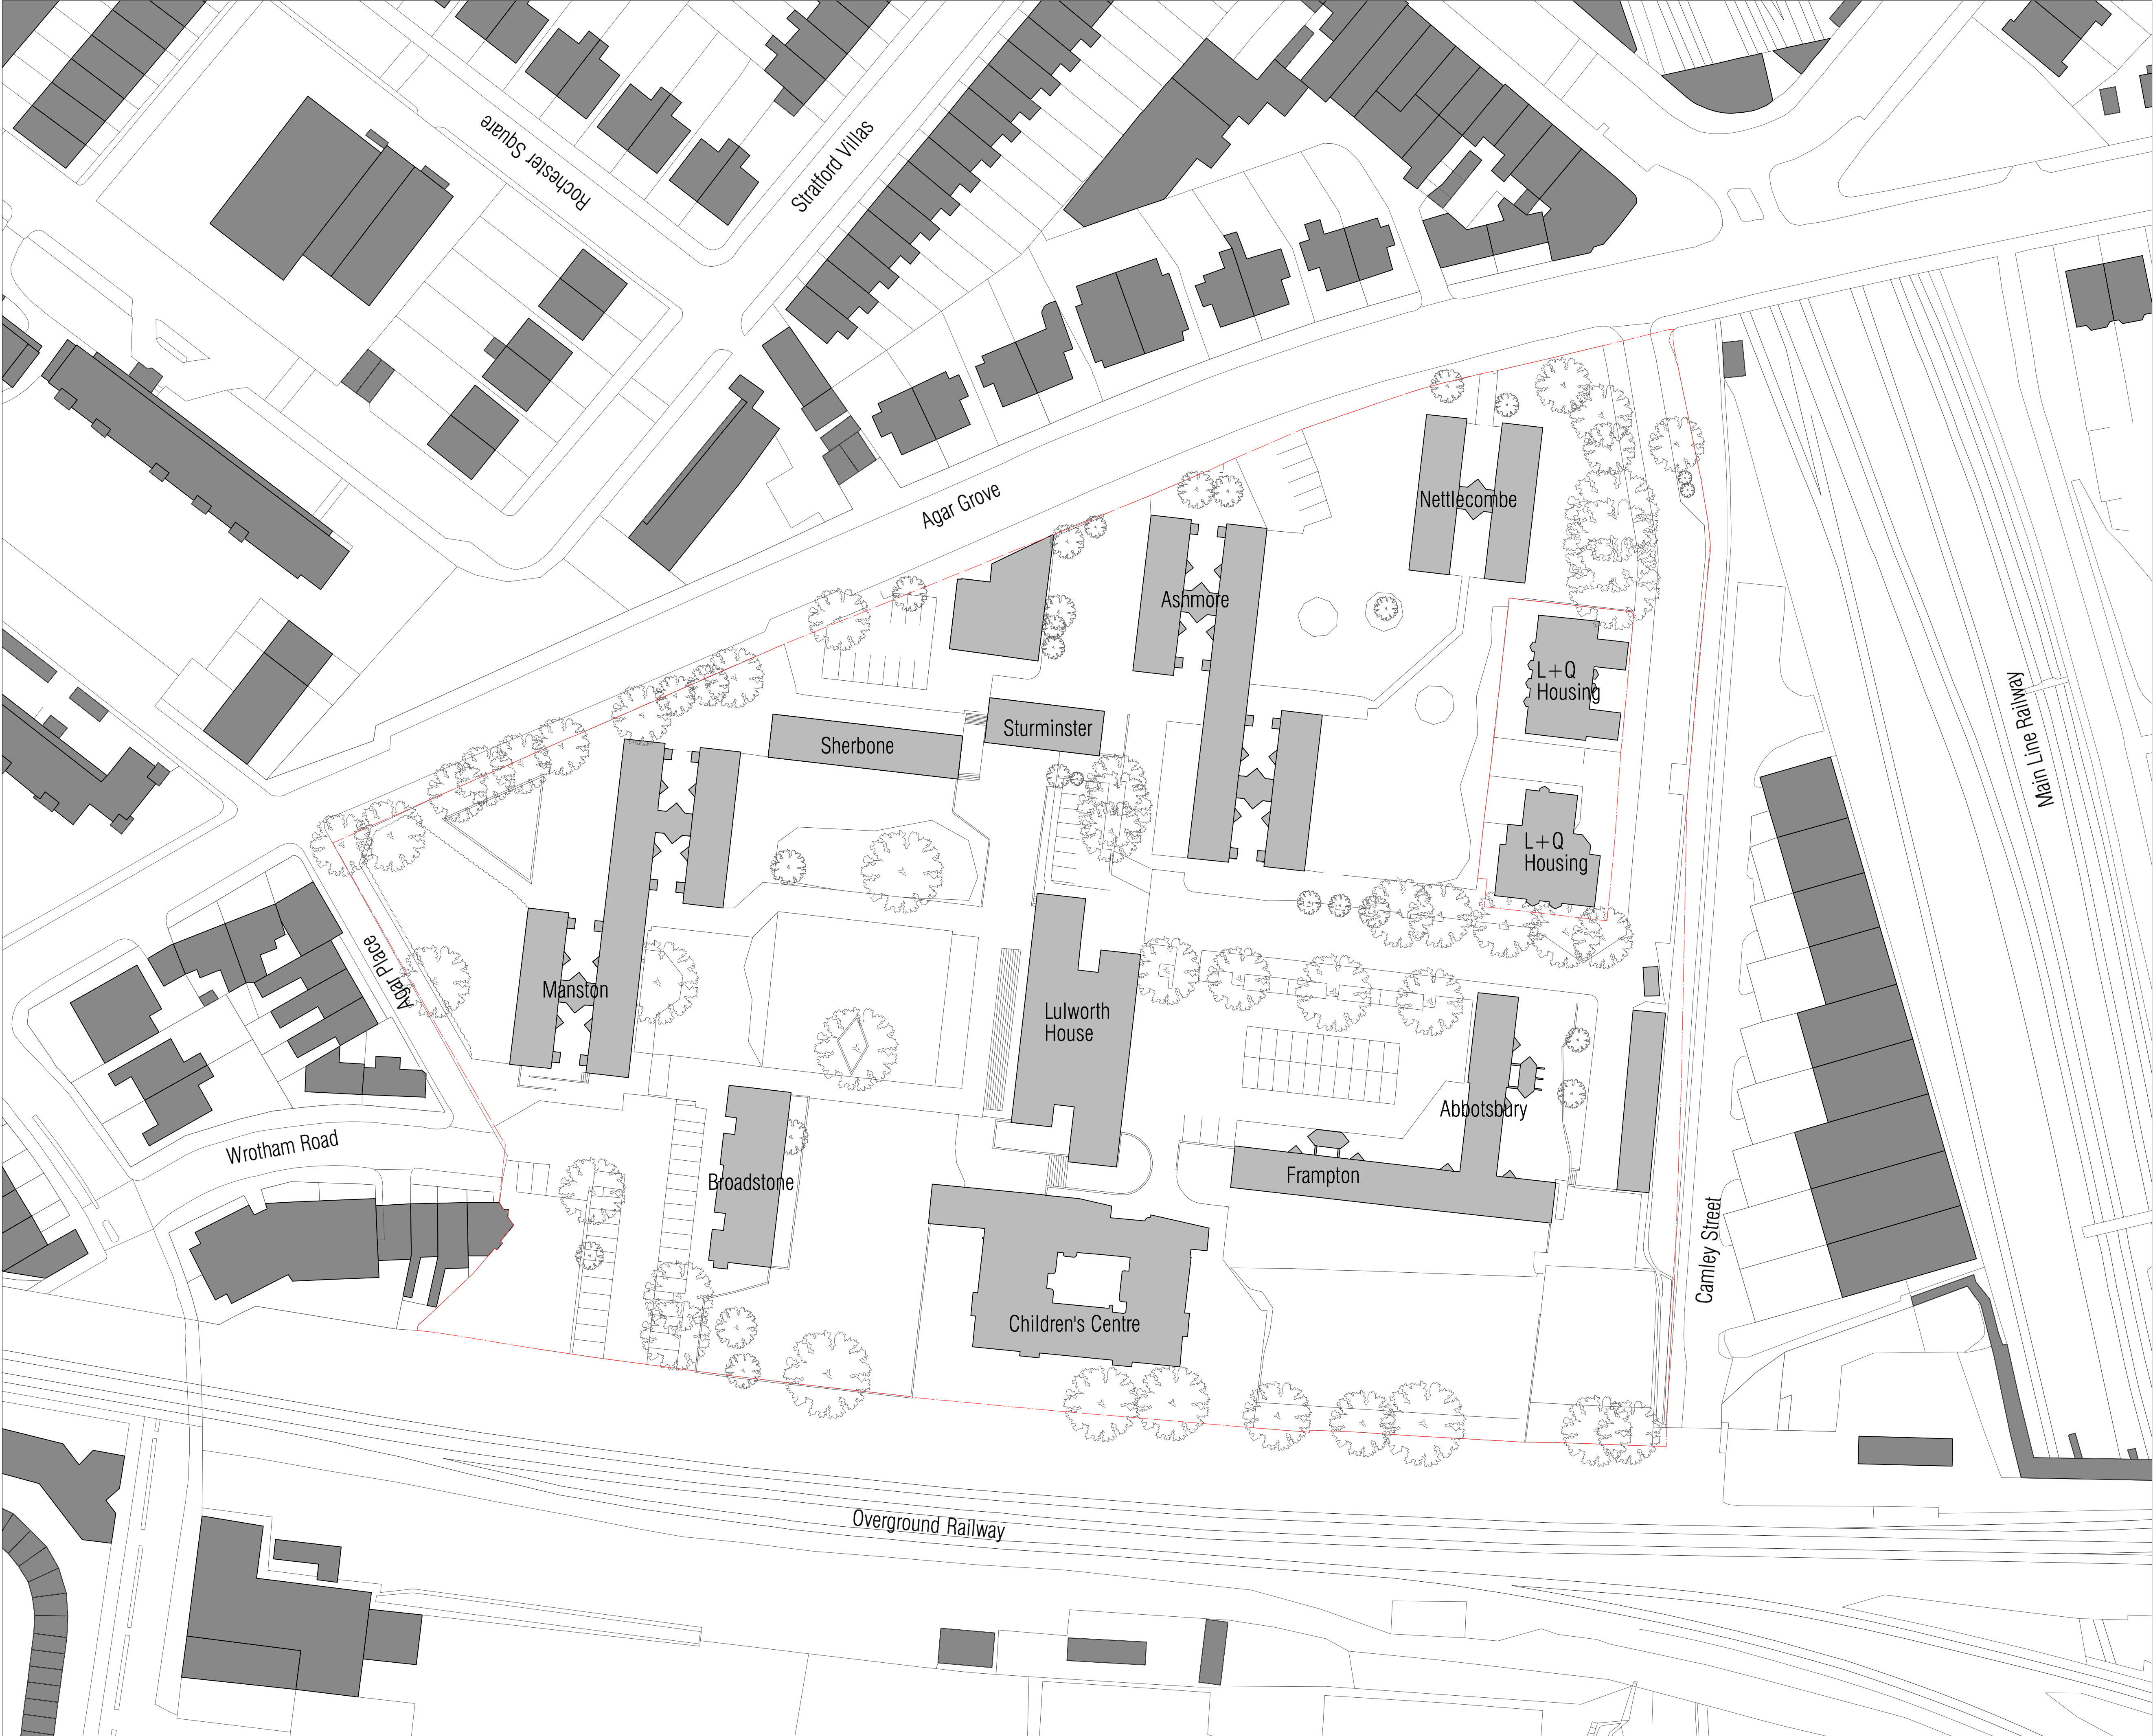 Rochester Square
Stratford Villas
Agar Grove
Nettlecombe
Ashmore
L+Q
Housing
Main Line Railway
Sturminster
Sherbone
L+Q
Housing
Agar Place
Manston
Lulworth
House
Abbotsbury
Wrotham Road
Frampton
Broadstone
Camley Street
Children's Centre
Overground Railway